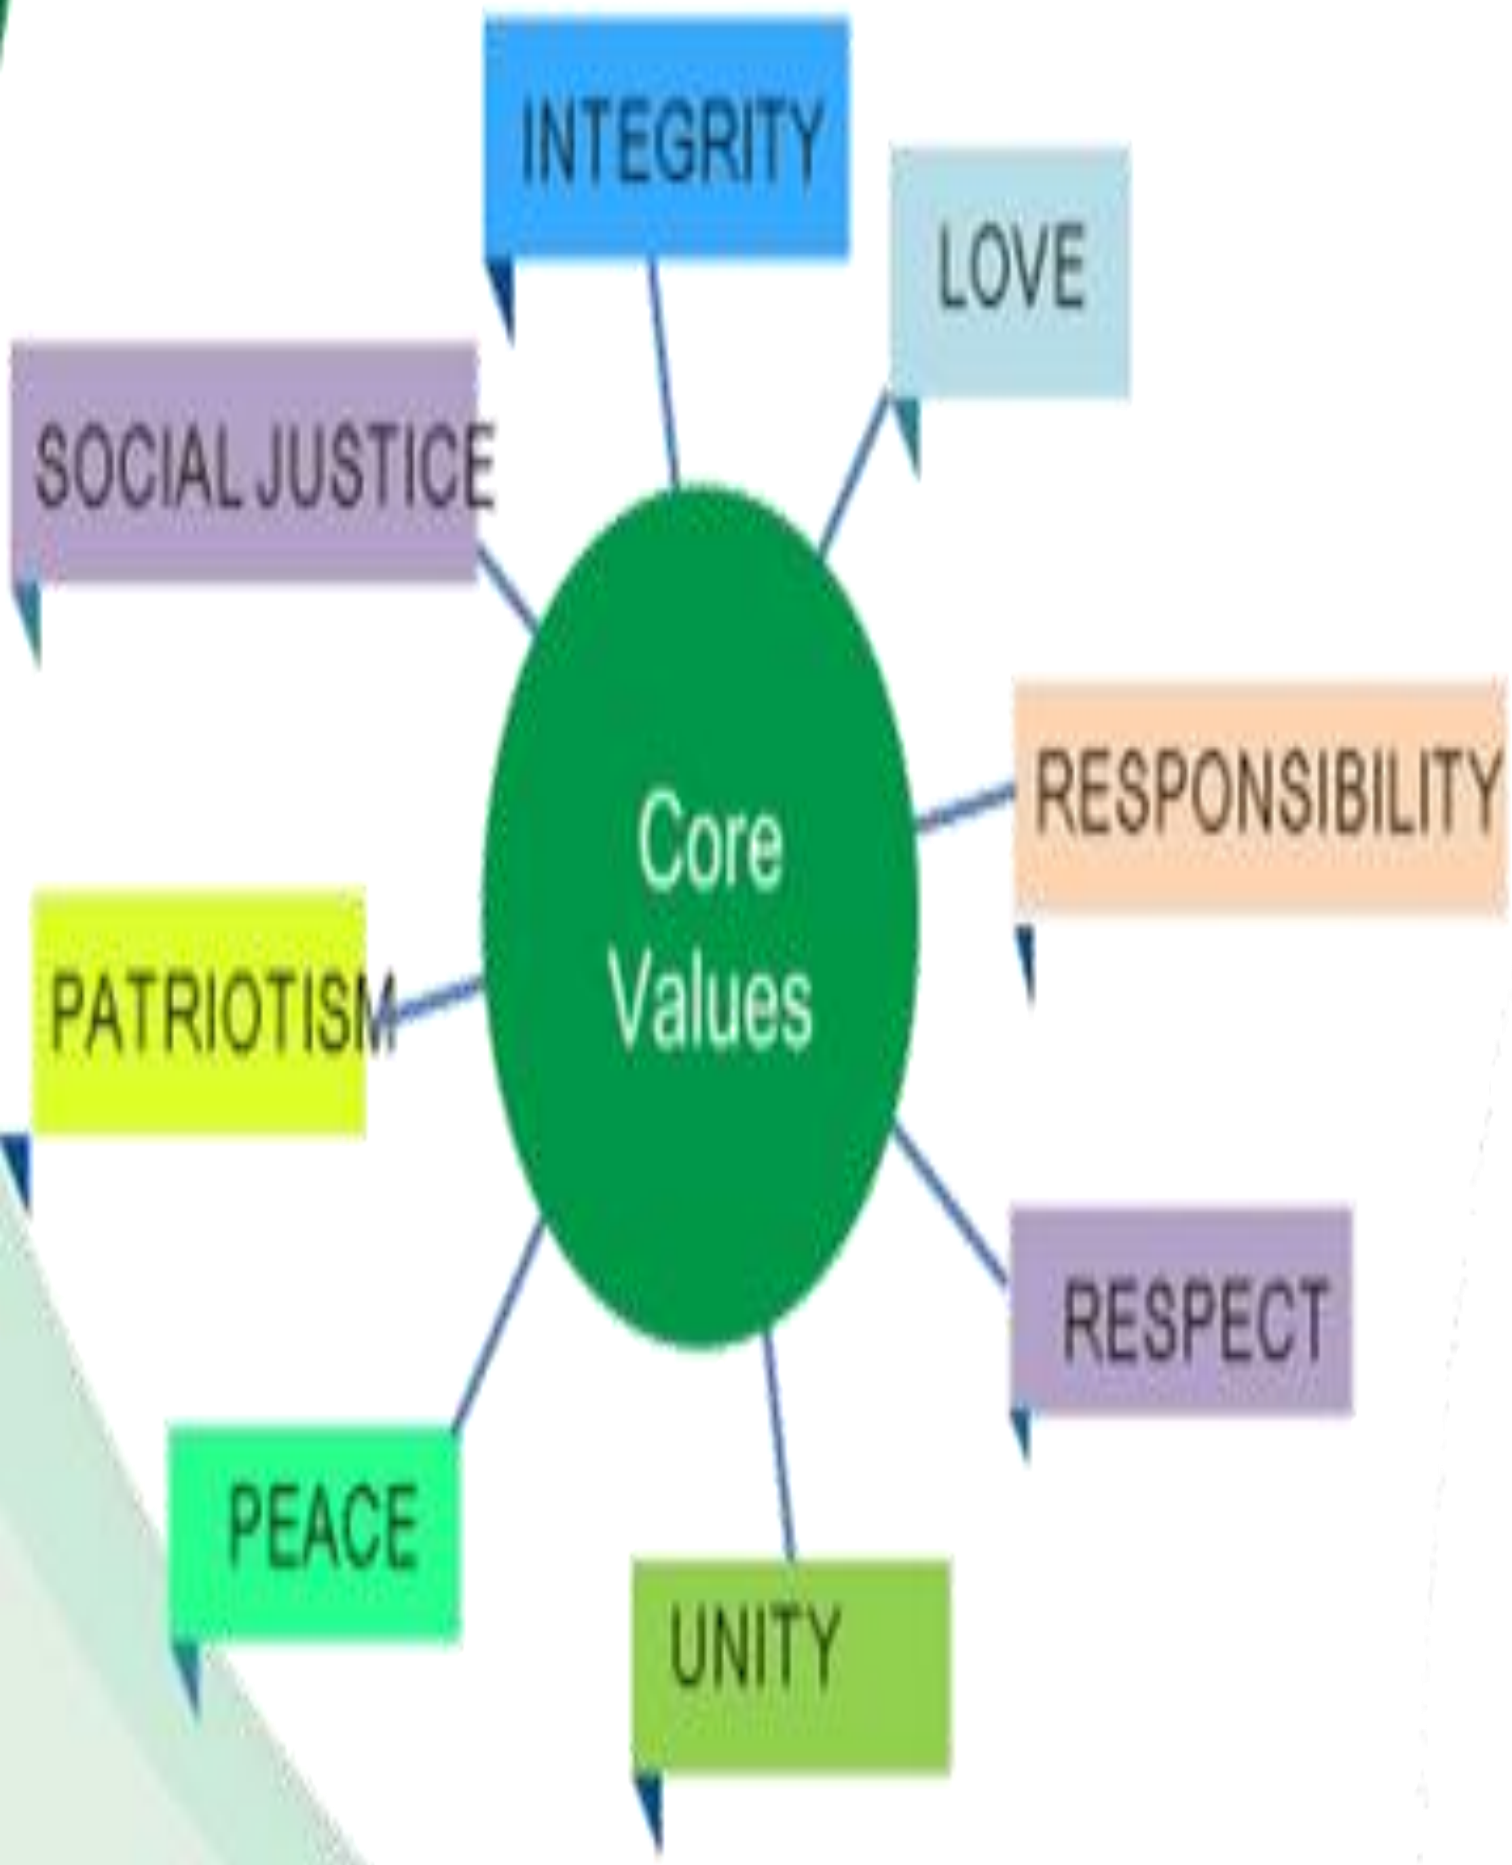 INTEGRITY
LOVE
SOCIAL JUSTICE
RESPONSIBILITY
Core
Values
PATRIOTISM
RESPECT
PEACE
UNITY